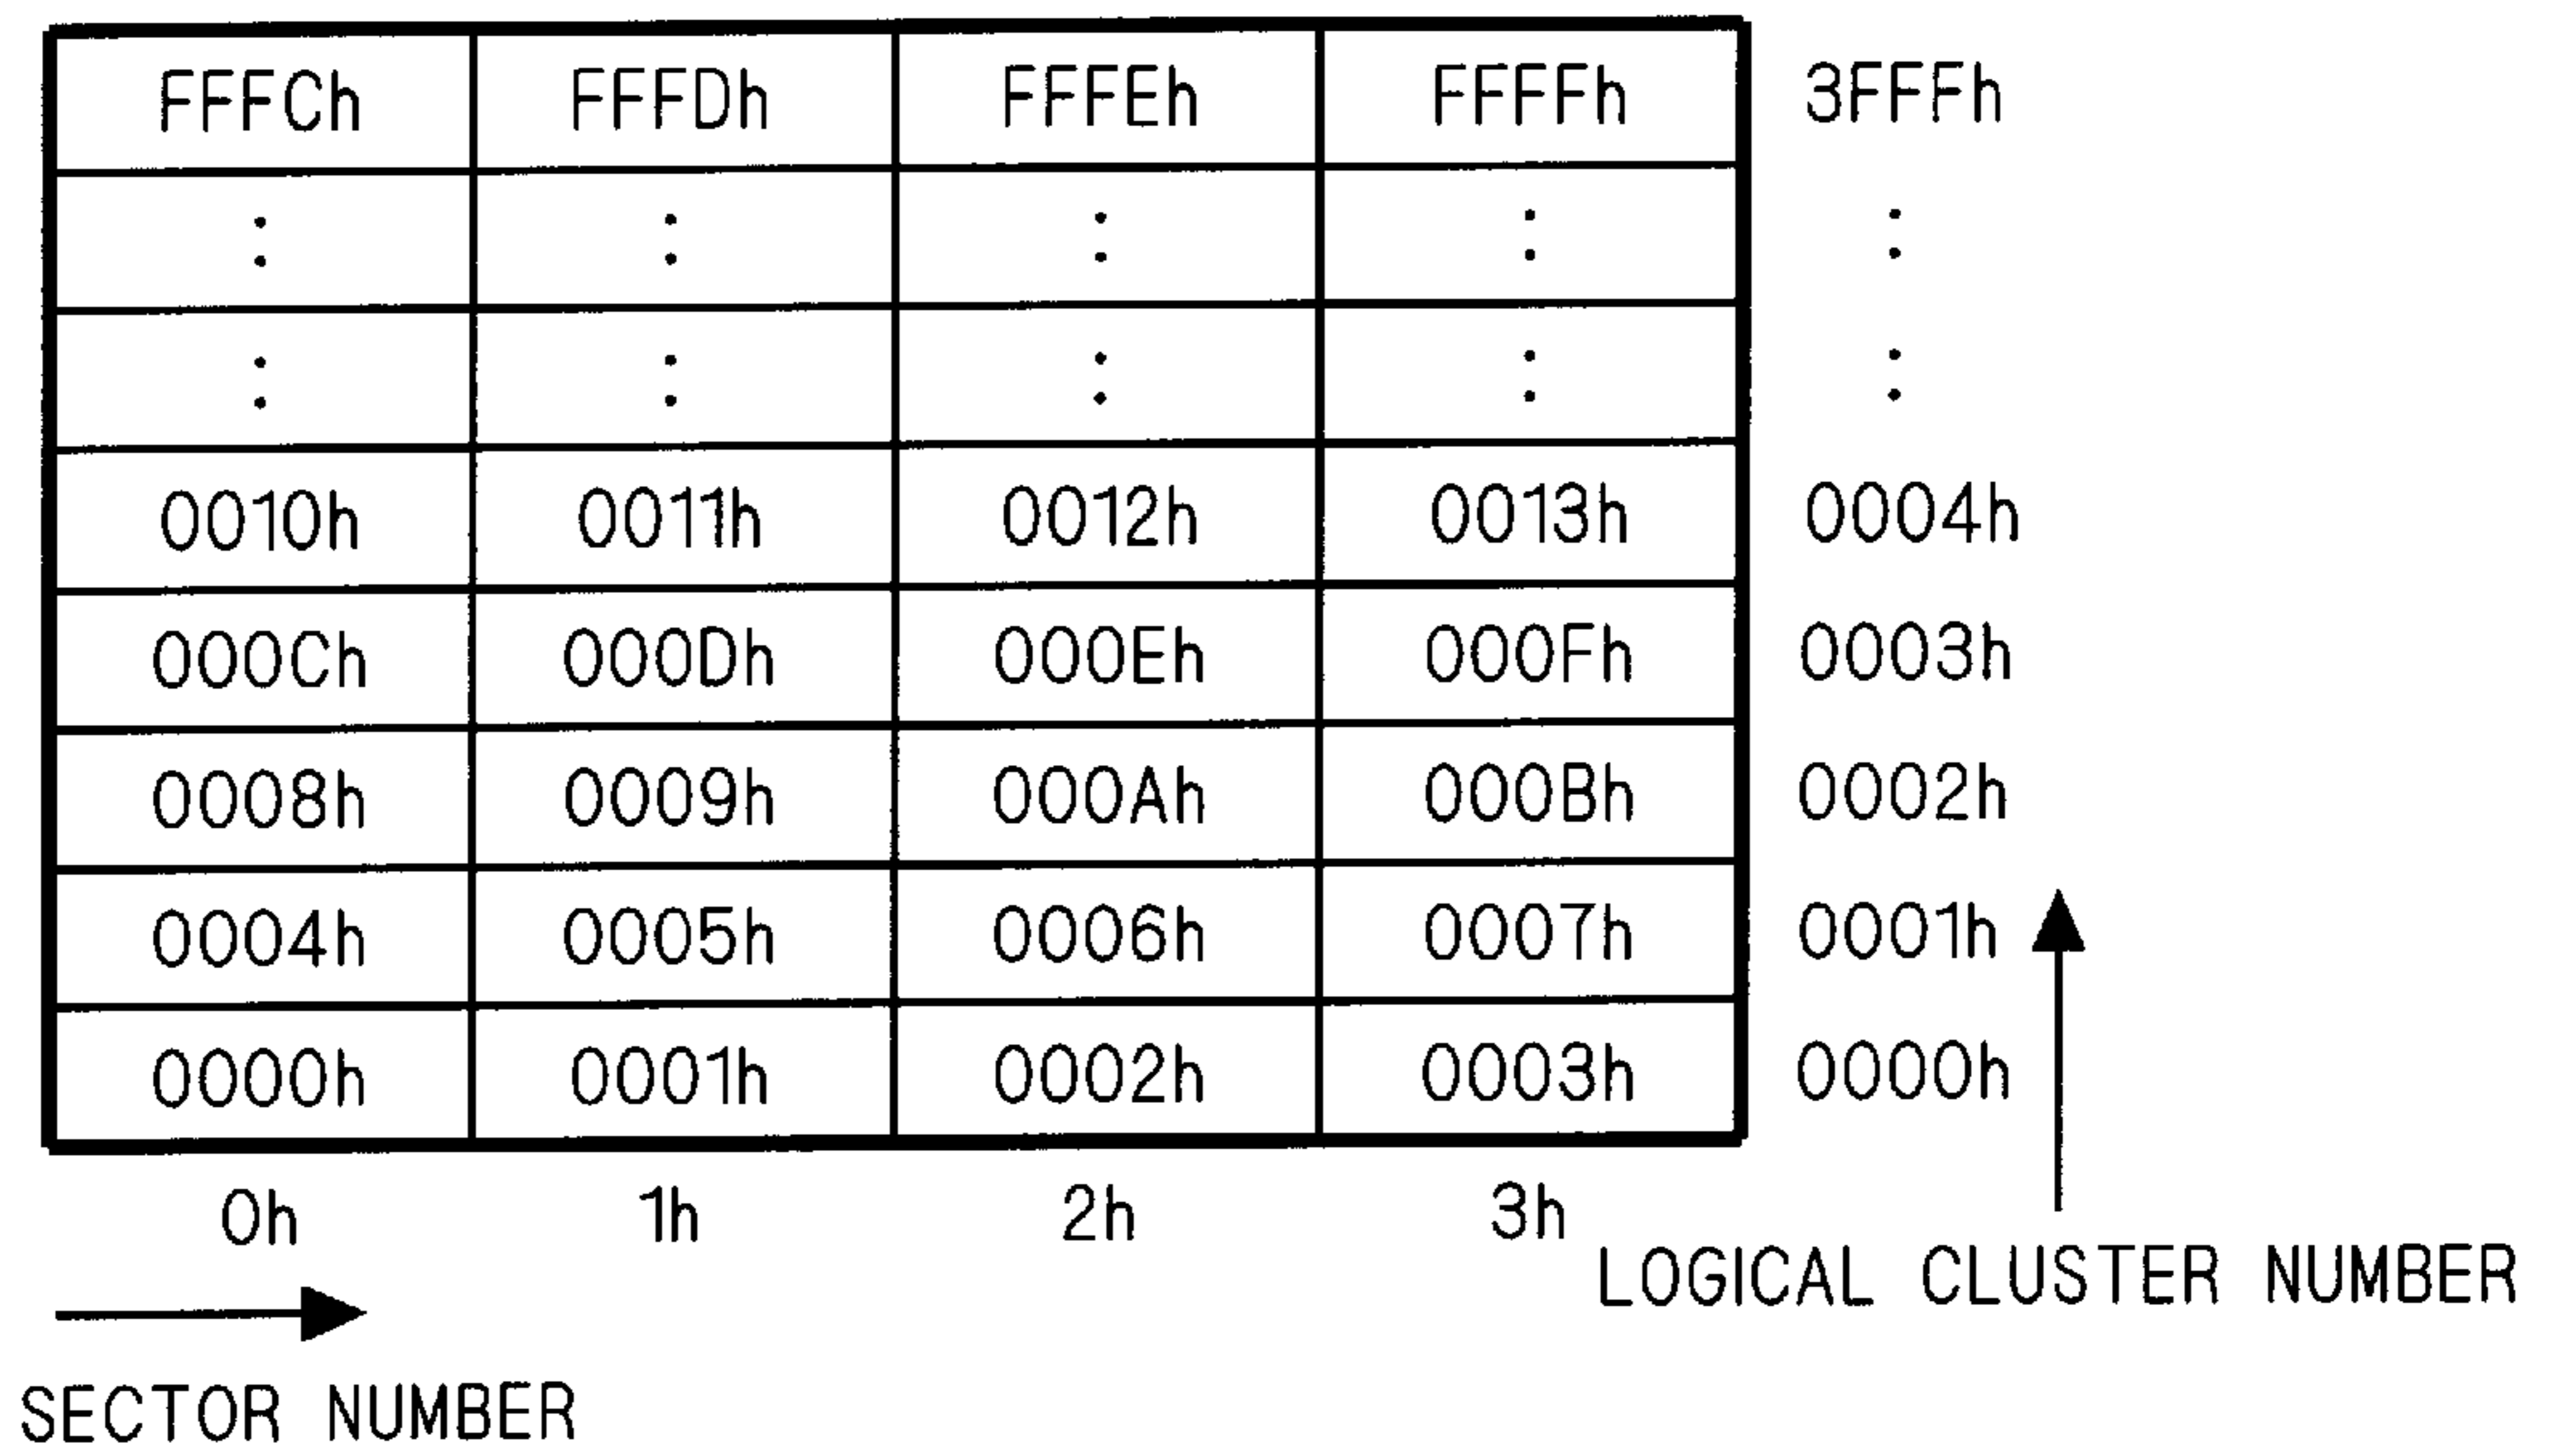 FFFCh FFFDh FFFEh FFFFh 3FFFh
: : : : :
: : : : :
0010h 0011h 0012h 0013h 0004h
000Ch 000Dh 000Eh 000Fh 0003h
0008h 0009h 000Ah 000Bh 0002h
0004h 0005h 0006h 0007h 0001h
0000h 0001h 0002h 0003h 0000h
0h 1h 2h 3h
LOGICAL CLUSTER NUMBER
SECTOR NUMBER